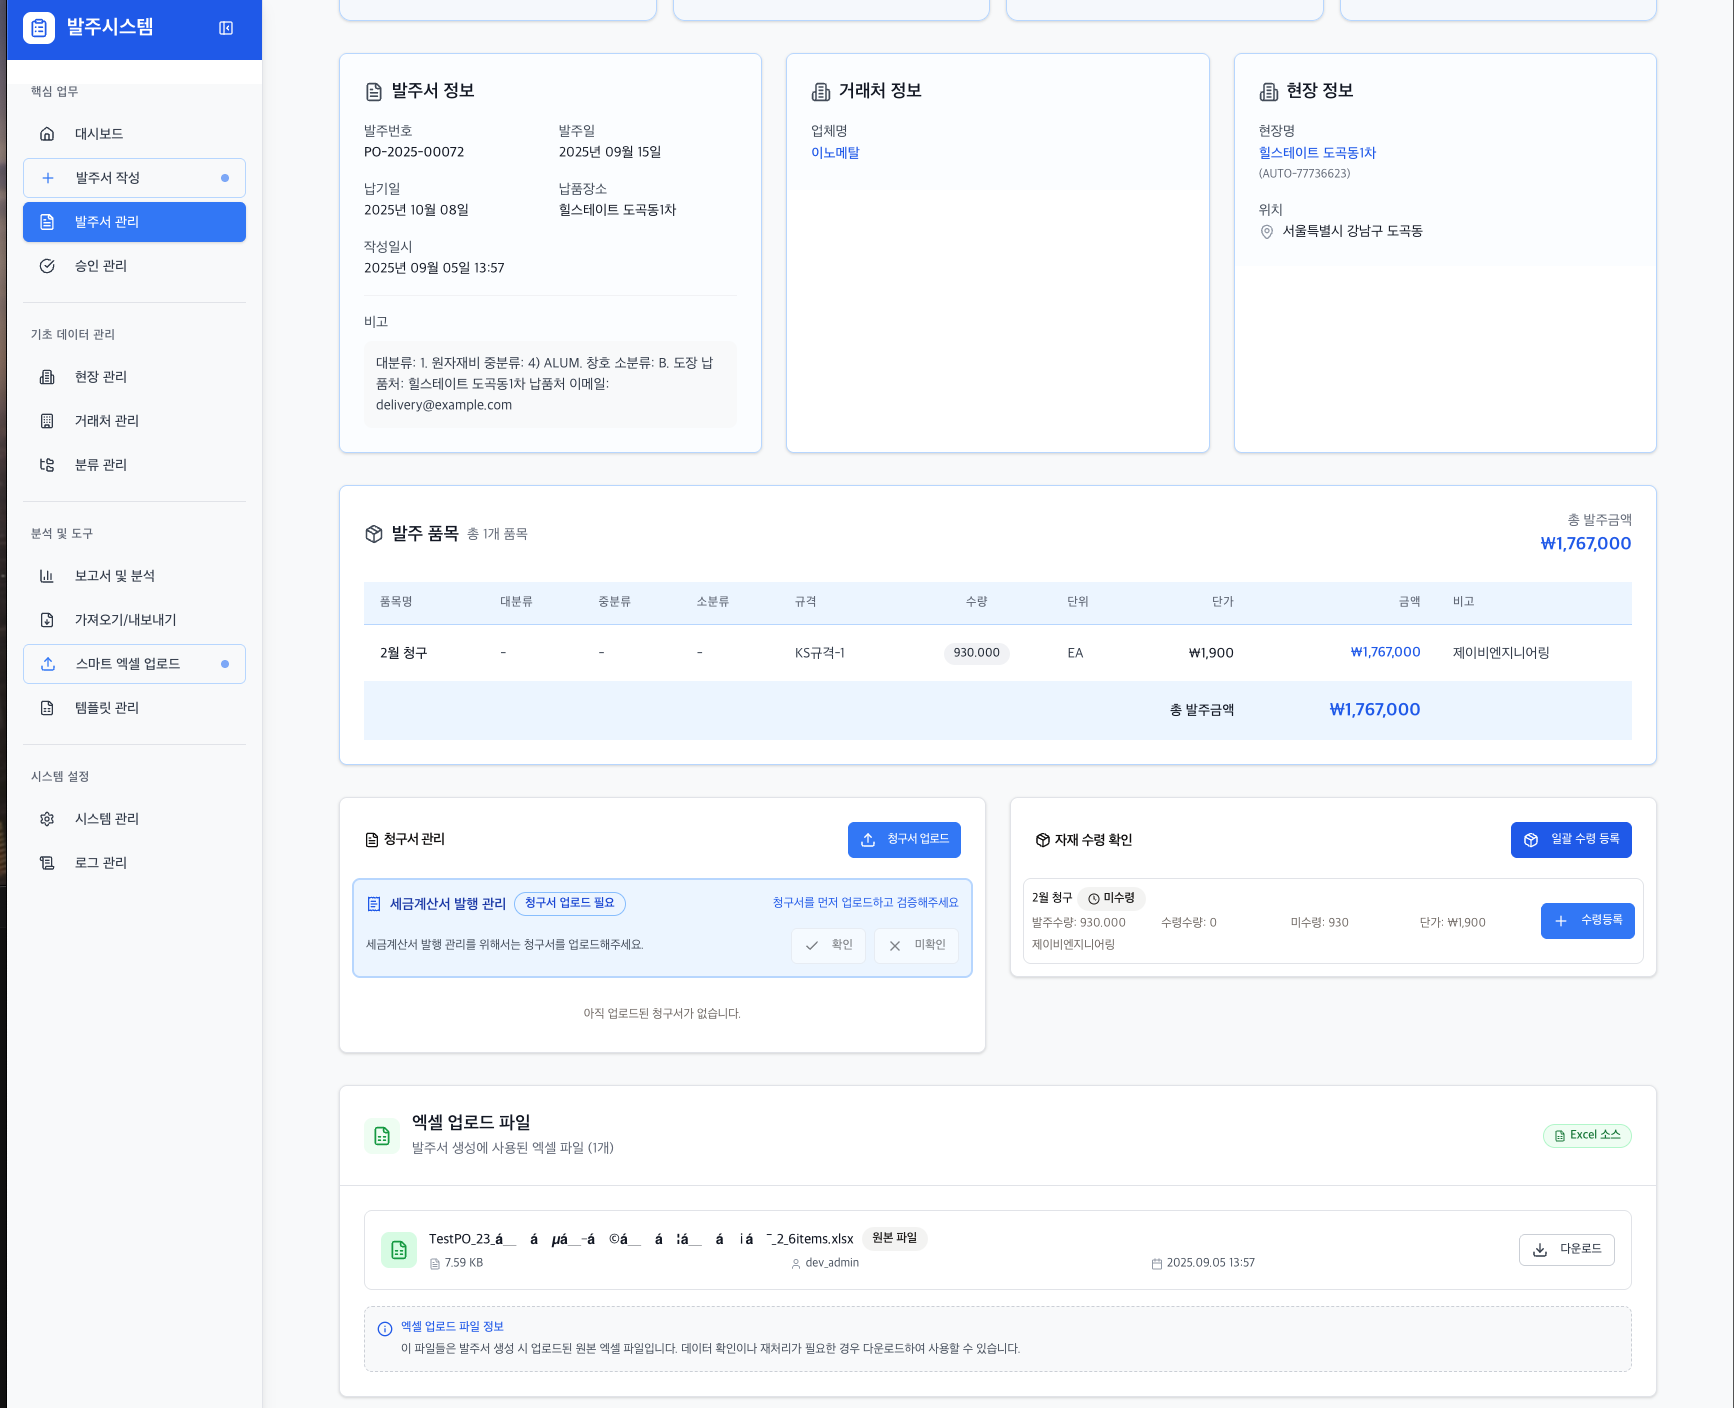 발주시스템
핵심 업무
대시보드
발주서 작성
발주서 관리
승인 관리
기초 데이터 관리
현장 관리
거래처 관리
분류 관리
분석 및 도구
보고서 및 분석
가져오기/내보내기
스마트 엑셀 업로드
템플릿 관리
시스템 설정
시스템 관리
로그 관리
발주서 정보
발주번호 발주일
PO-2025-00072 2025년 09월 15일
납기일 납품장소
2025년 10월 08일 힐스테이트 도곡동1차
작성일시
2025년 09월 05일 13:57
비고
대분류: 1. 원자재비 중분류: 4) ALUM. 창호 소분류: B. 도장 납
품처: 힐스테이트 도곡동1차 납품처 이메일:
delivery@example.com
거래처 정보
업체명
이노메탈
현장 정보
현장명
힐스테이트 도곡동1차
(AUTO-77736623)
위치
서울특별시 강남구 도곡동
발주 품목 총 1개 품목
총 발주금액
₩1,767,000
품목명 대분류 중분류 소분류 규격 수량 단위 단가 금액 비고
2월 청구 - - - KS규격-1 930.000 EA ₩1,900 ₩1,767,000 제이비엔지니어링
총 발주금액 ₩1,767,000
청구서 관리
청구서 업로드
세금계산서 발행 관리 청구서 업로드 필요 청구서를 먼저 업로드하고 검증해주세요
세금계산서 발행 관리를 위해서는 청구서를 업로드해주세요. 확인 미확인
아직 업로드된 청구서가 없습니다.
자재 수령 확인
일괄 수령 등록
2월 청구 미수령
발주수량: 930.000 수령수량: 0 미수령: 930 단가: ₩1,900
제이비엔지니어링
수령등록
엑셀 업로드 파일
발주서 생성에 사용된 엑셀 파일 (1개)
Excel 소스
TestPO_23_á__ á µá__-á ©á__ á ¦á__ á ¡á ¯_2_6items.xlsx 원본 파일
7.59 KB dev_admin 2025.09.05 13:57
다운로드
엑셀 업로드 파일 정보
이 파일들은 발주서 생성 시 업로드된 원본 엑셀 파일입니다. 데이터 확인이나 재처리가 필요한 경우 다운로드하여 사용할 수 있습니다.